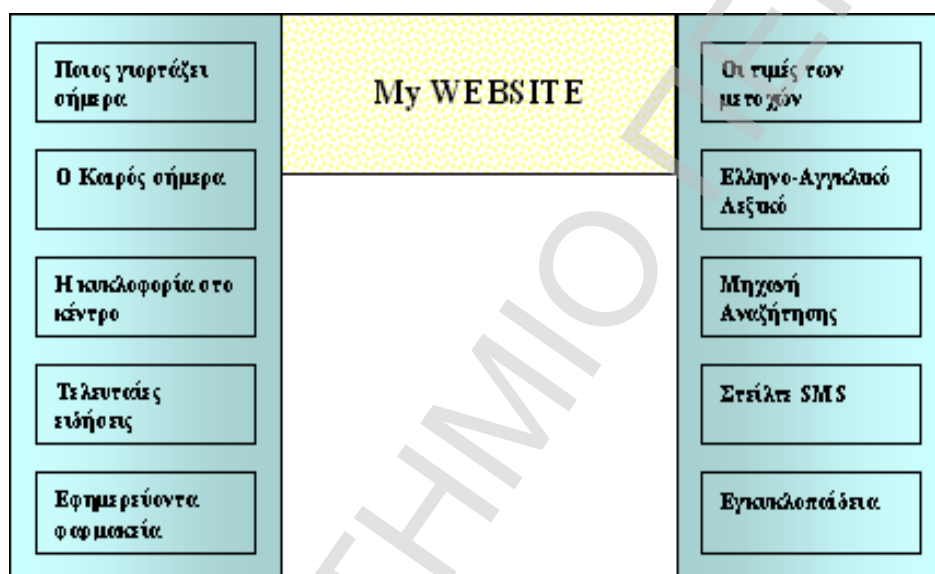 Ποιος γιορτάζει
σήμερα
Ο Καιρός σήμερα
Η κυκλοφορία στο
κέντρο
Τελευταίες
ειδήσεις
Εφημερεύοντα
φαρμακεία
My WEBSITE
Οι τιμές των
μετοχών
Ελληνο-Αγγκλικό
Λεξικό
Μηχανή
Αναζήτησης
Στείλτε SMS
Εγκυκλοπαίδεια